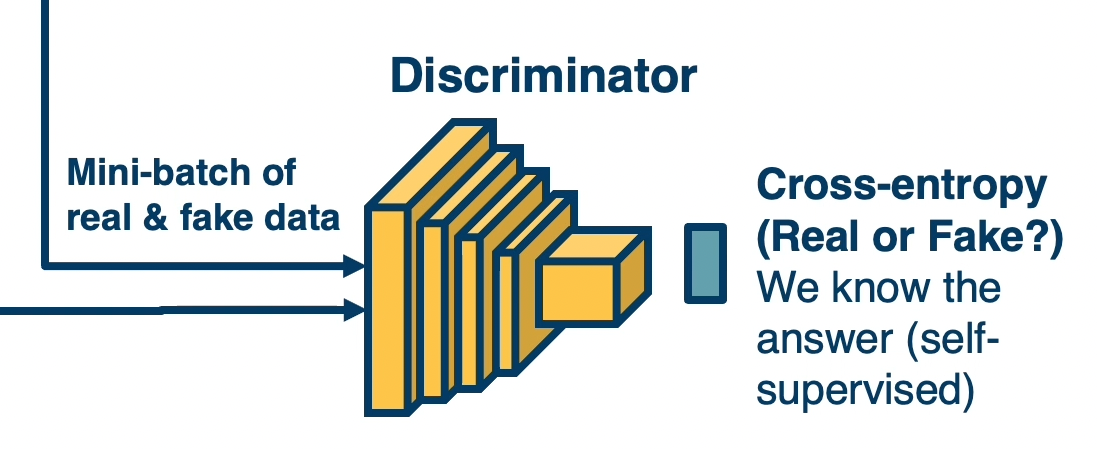 Discriminator
Mini-batch of
real & fake data
Cross-entropy
(Real or Fake?)
We know the
answer (self-
supervised)